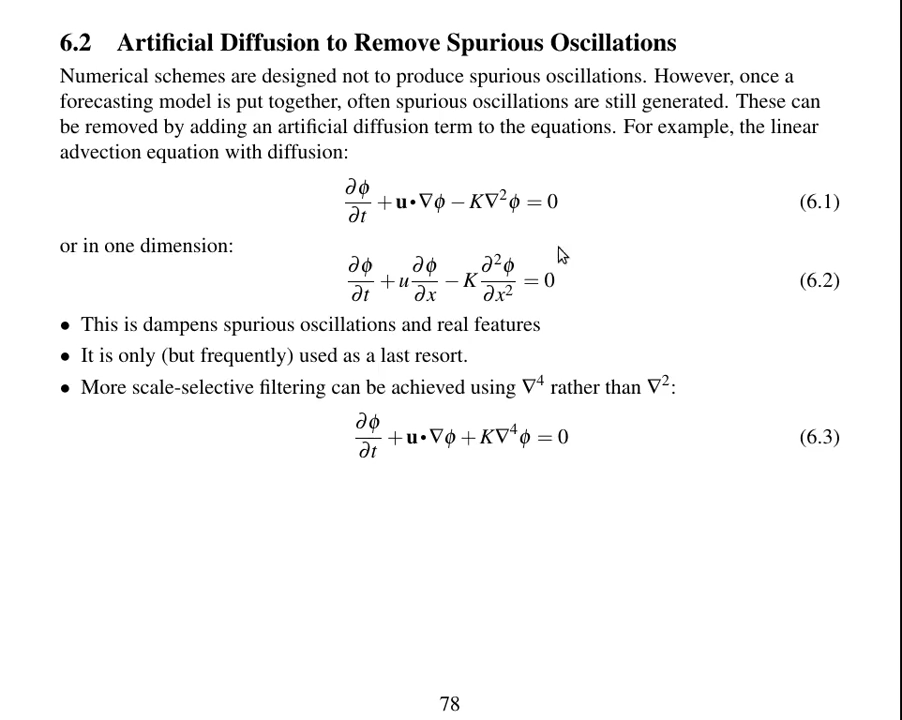 6.2 Artificial Diffusion to Remove Spurious Oscillations
Numerical schemes are designed not to produce spurious oscillations. However, once a
forecasting model is put together, often spurious oscillations are still generated. These can
be removed by adding an artificial diffusion term to the equations. For example, the linear
advection equation with diffusion:
∂ϕ/∂t + u•∇ϕ − K∇²ϕ = 0 (6.1)
or in one dimension:
∂ϕ/∂t + u ∂ϕ/∂x − K ∂²ϕ/∂x² = 0 (6.2)
• This is dampens spurious oscillations and real features
• It is only (but frequently) used as a last resort.
• More scale-selective filtering can be achieved using ∇⁴ rather than ∇²:
∂ϕ/∂t + u•∇ϕ + K∇⁴ϕ = 0 (6.3)
78